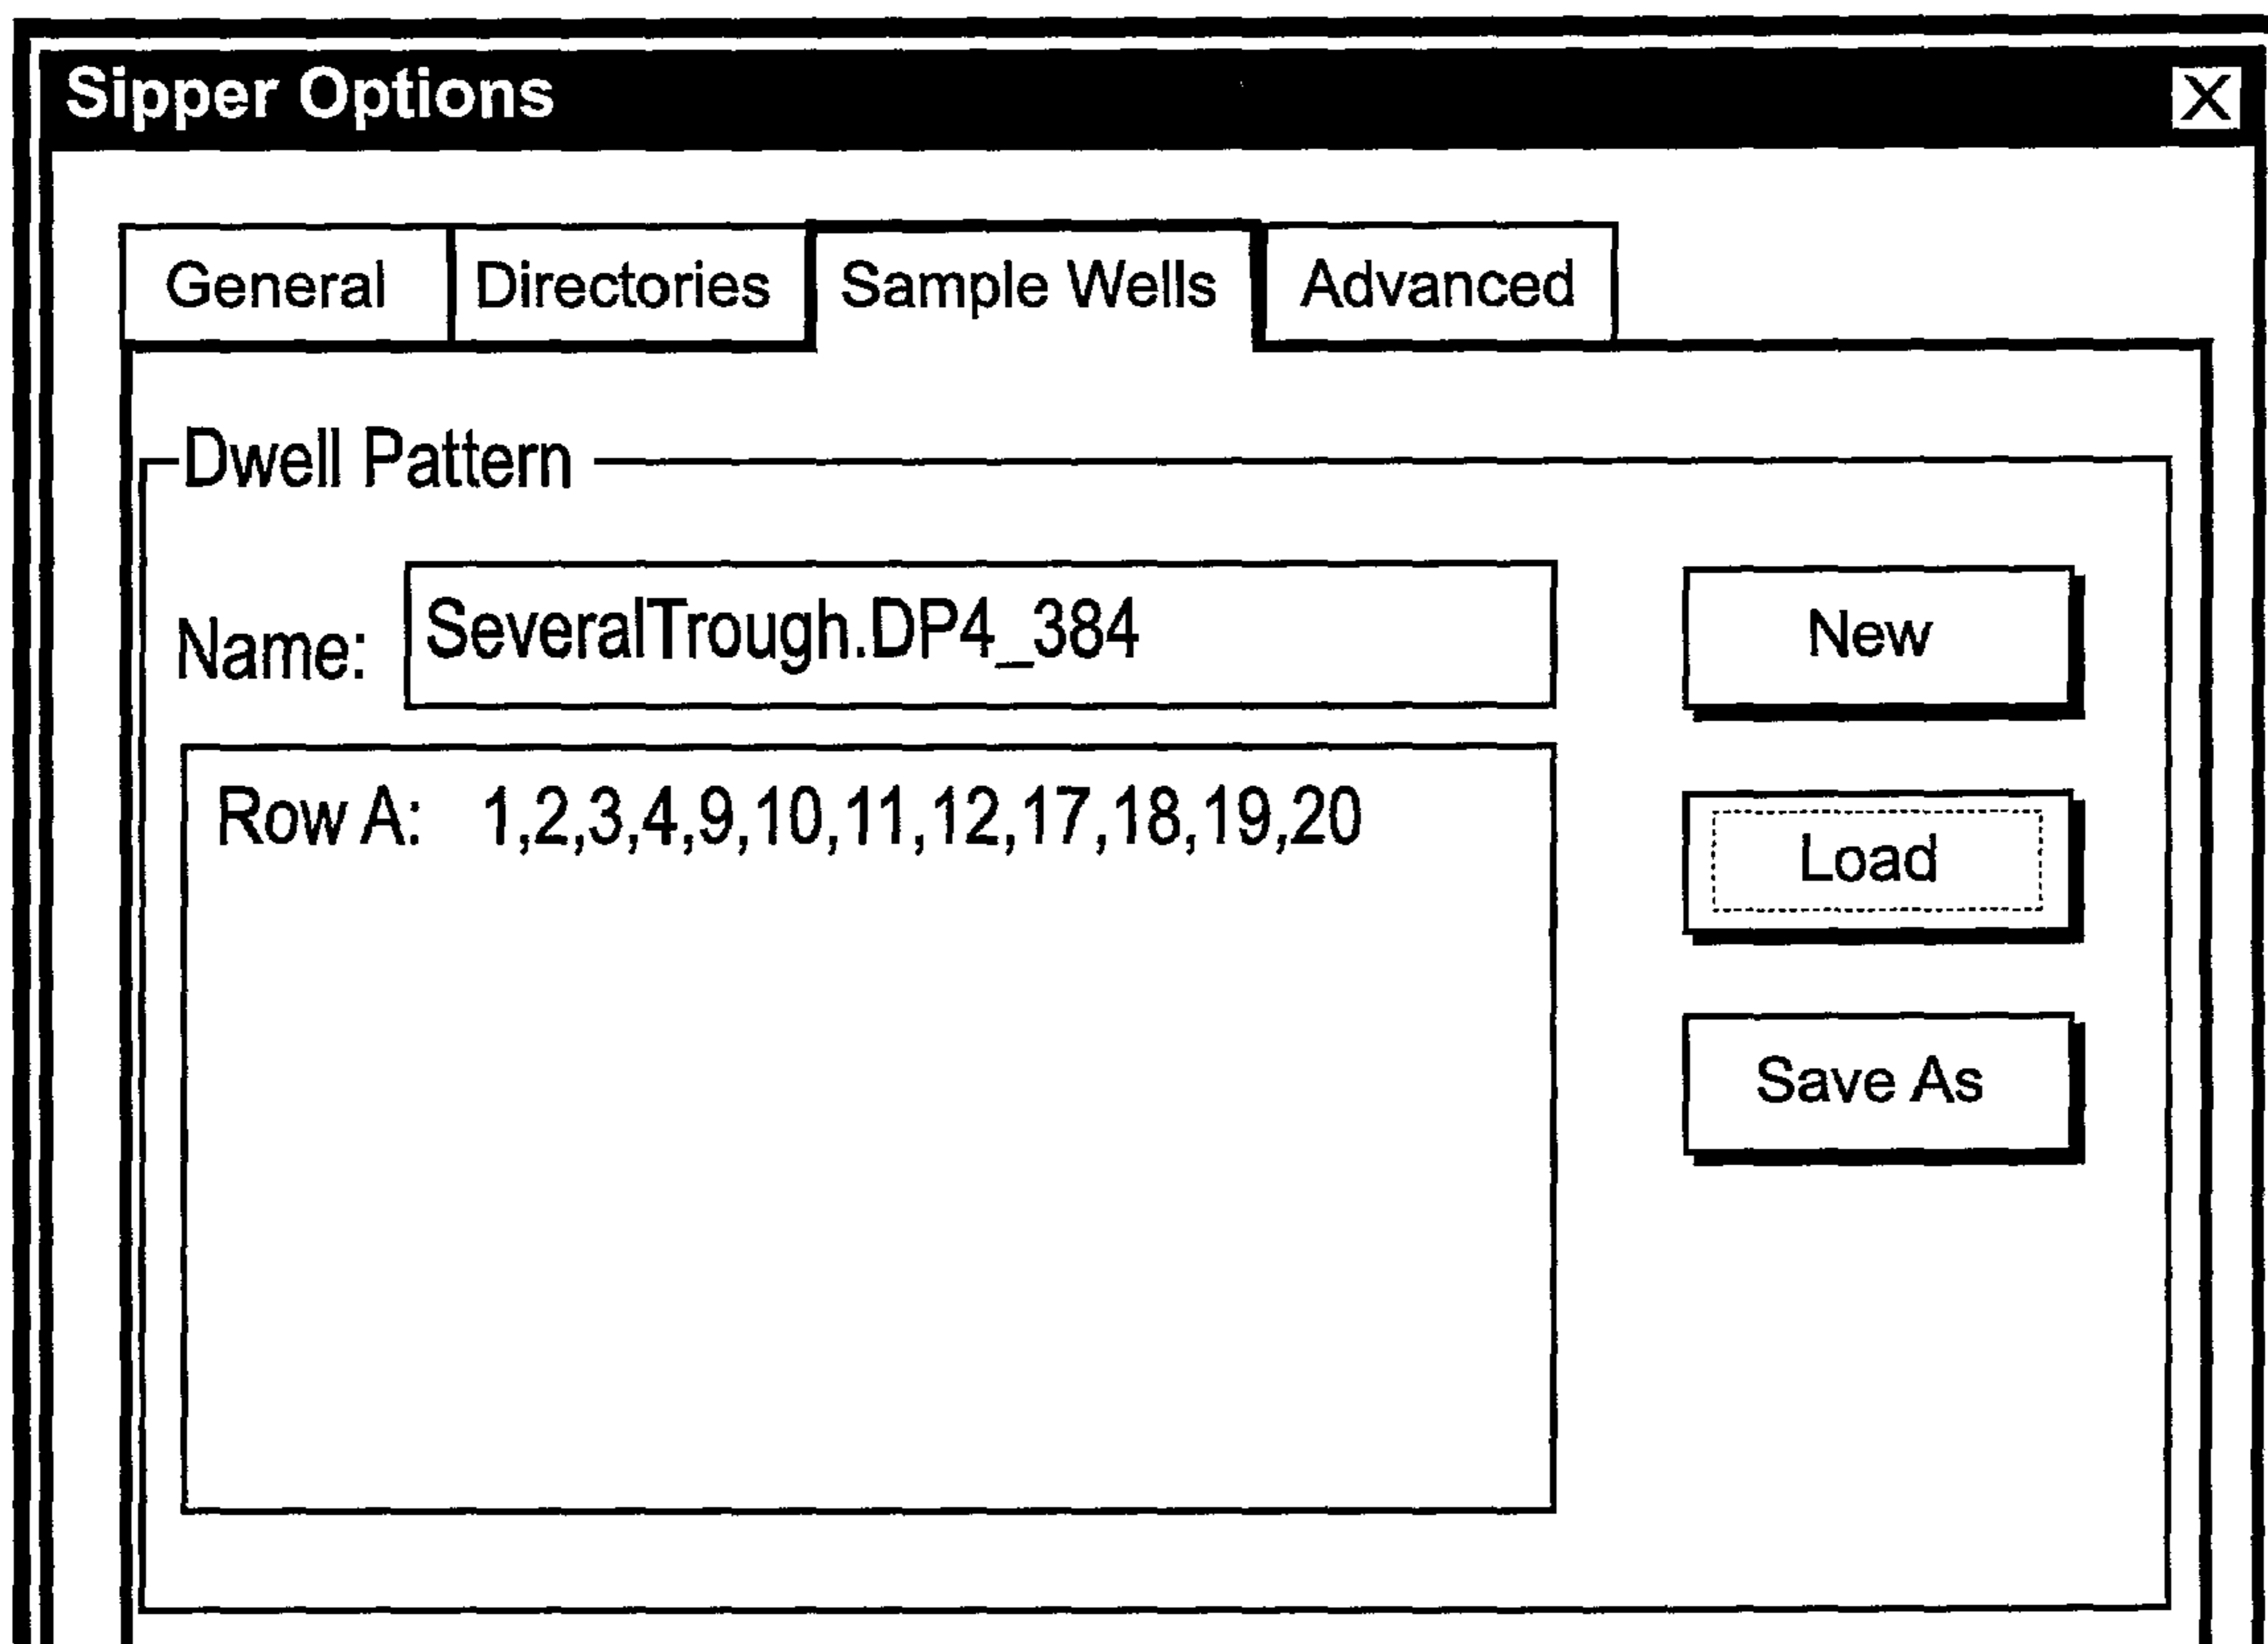 Sipper Options X
General Directories Sample Wells Advanced
Dwell Pattern
Name: SeveralTrough.DP4_384 New
Row A: 1,2,3,4,9,10,11,12,17,18,19,20
Load
Save As